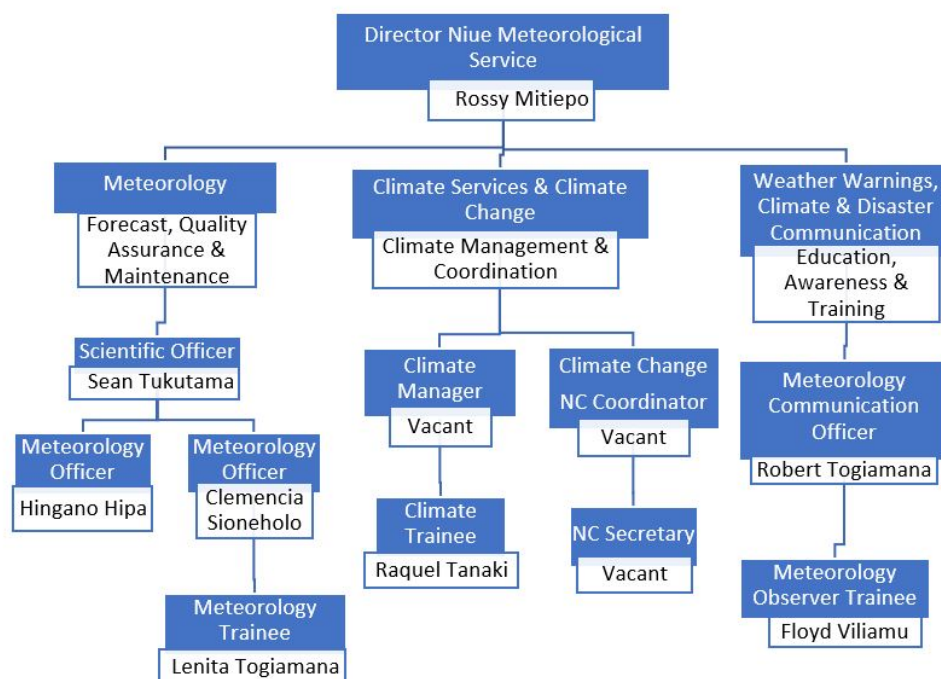 Director Niue Meteorological
Service
Rossy Mitiepo
Meteorology
Forecast, Quality
Assurance &
Maintenance
Scientific Officer
Sean Tukutama
Meteorology
Officer
Hingano Hipa
Meteorology
Officer
Clemencia
Sioneholo
Meteorology
Trainee
Lenita Togiamana
Climate Services & Climate
Change
Climate Management &
Coordination
Climate
Manager
Vacant
Climate
Trainee
Raquel Tanaki
Climate Change
NC Coordinator
Vacant
NC Secretary
Vacant
Weather Warnings,
Climate & Disaster
Communication
Education,
Awareness &
Training
Meteorology
Communication
Officer
Robert Togiamana
Meteorology
Observer Trainee
Floyd Viliamu